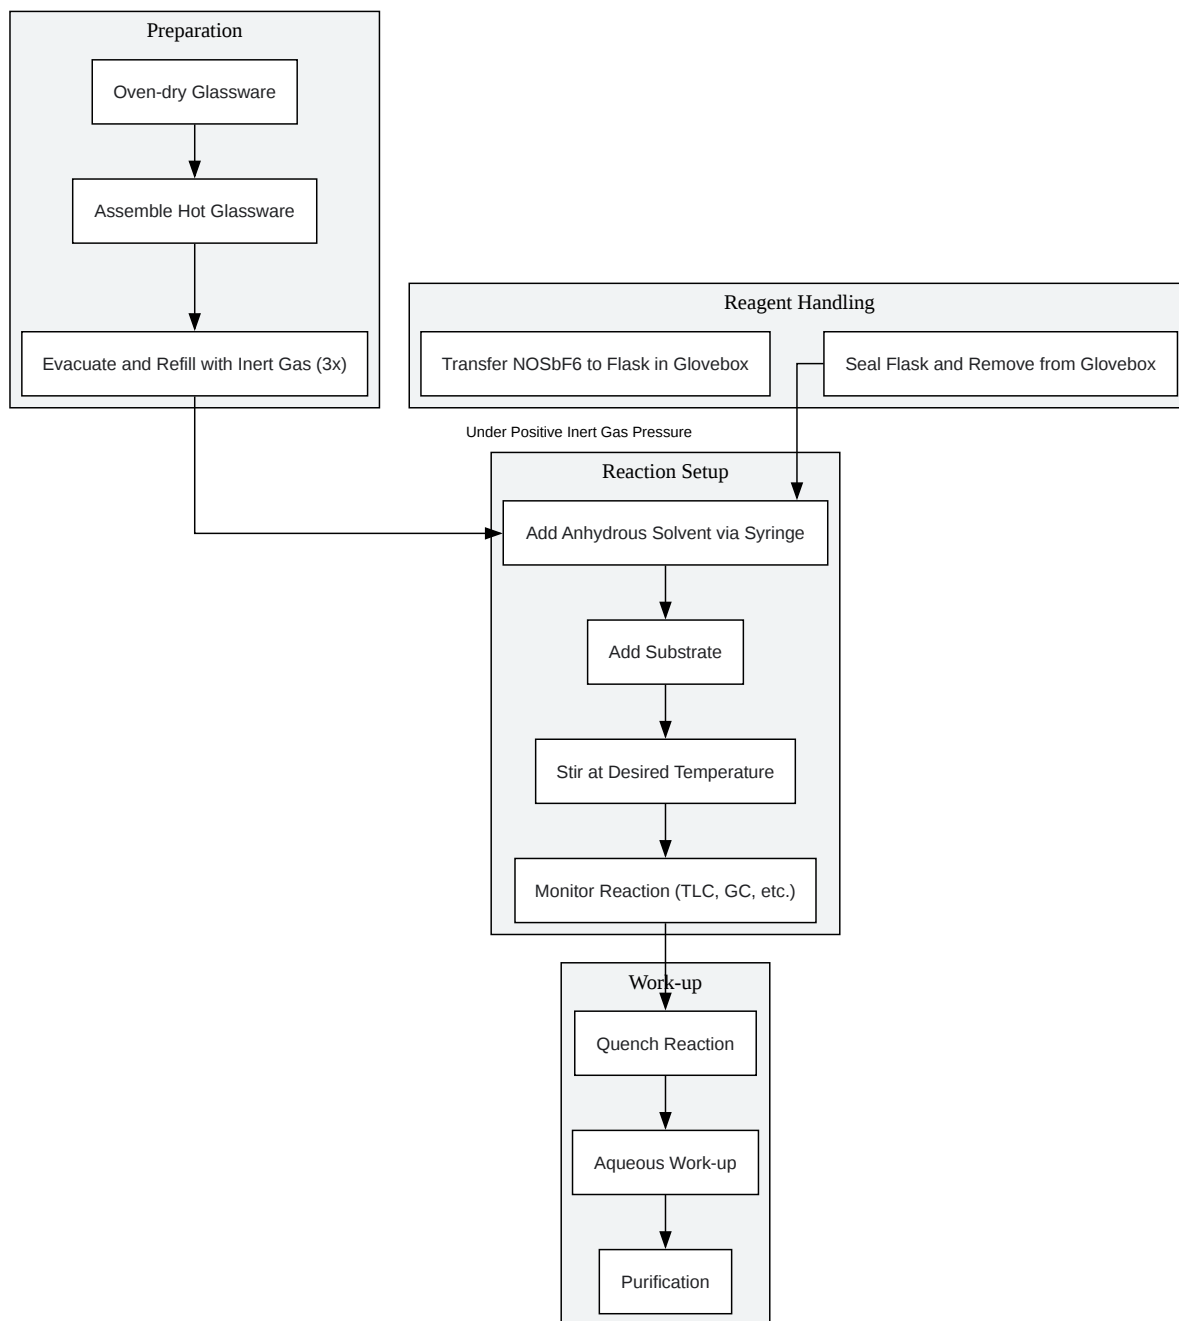 Preparation
Oven-dry Glassware
Assemble Hot Glassware
Evacuate and Refill with Inert Gas (3x)
Reagent Handling
Transfer NOSbF6 to Flask in Glovebox
Seal Flask and Remove from Glovebox
Under Positive Inert Gas Pressure
Reaction Setup
Add Anhydrous Solvent via Syringe
Add Substrate
Stir at Desired Temperature
Monitor Reaction (TLC, GC, etc.)
Work-up
Quench Reaction
Aqueous Work-up
Purification